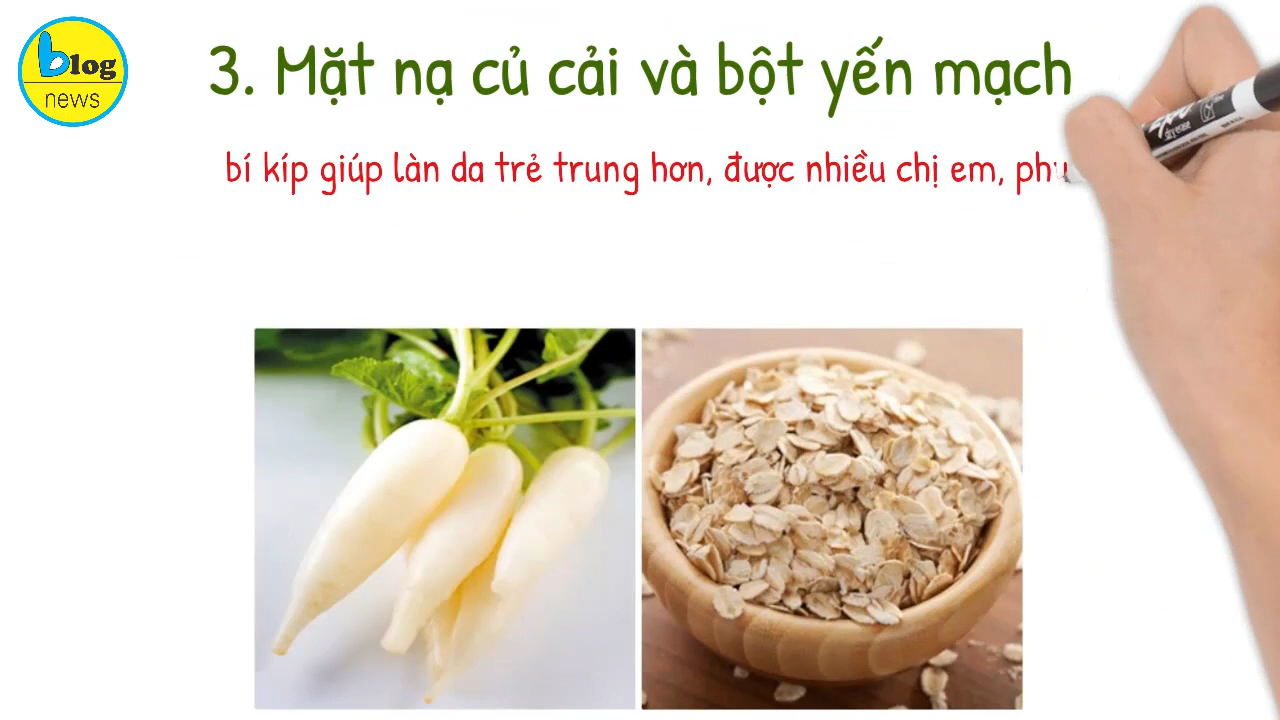 blog
news
3. Mặt nạ củ cải và bột yến mạch
bí kíp giúp làn da trẻ trung hơn, được nhiều chị em, phụ